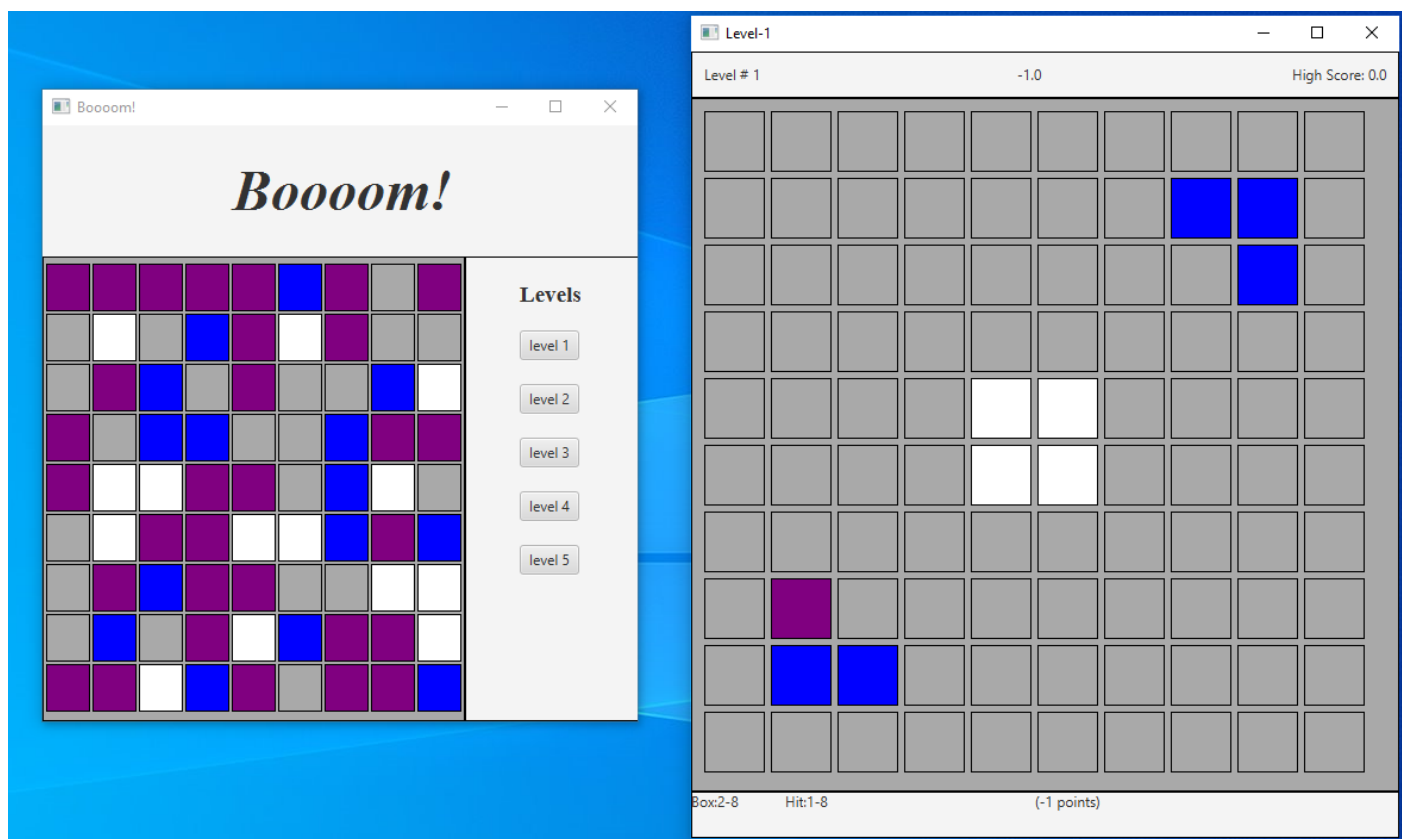 Boooom!
Boooom!
Levels
level 1
level 2
level 3
level 4
level 5
Level-1
Level # 1 -1.0 High Score: 0.0
Box:2-8 Hit:1-8 (-1 points)